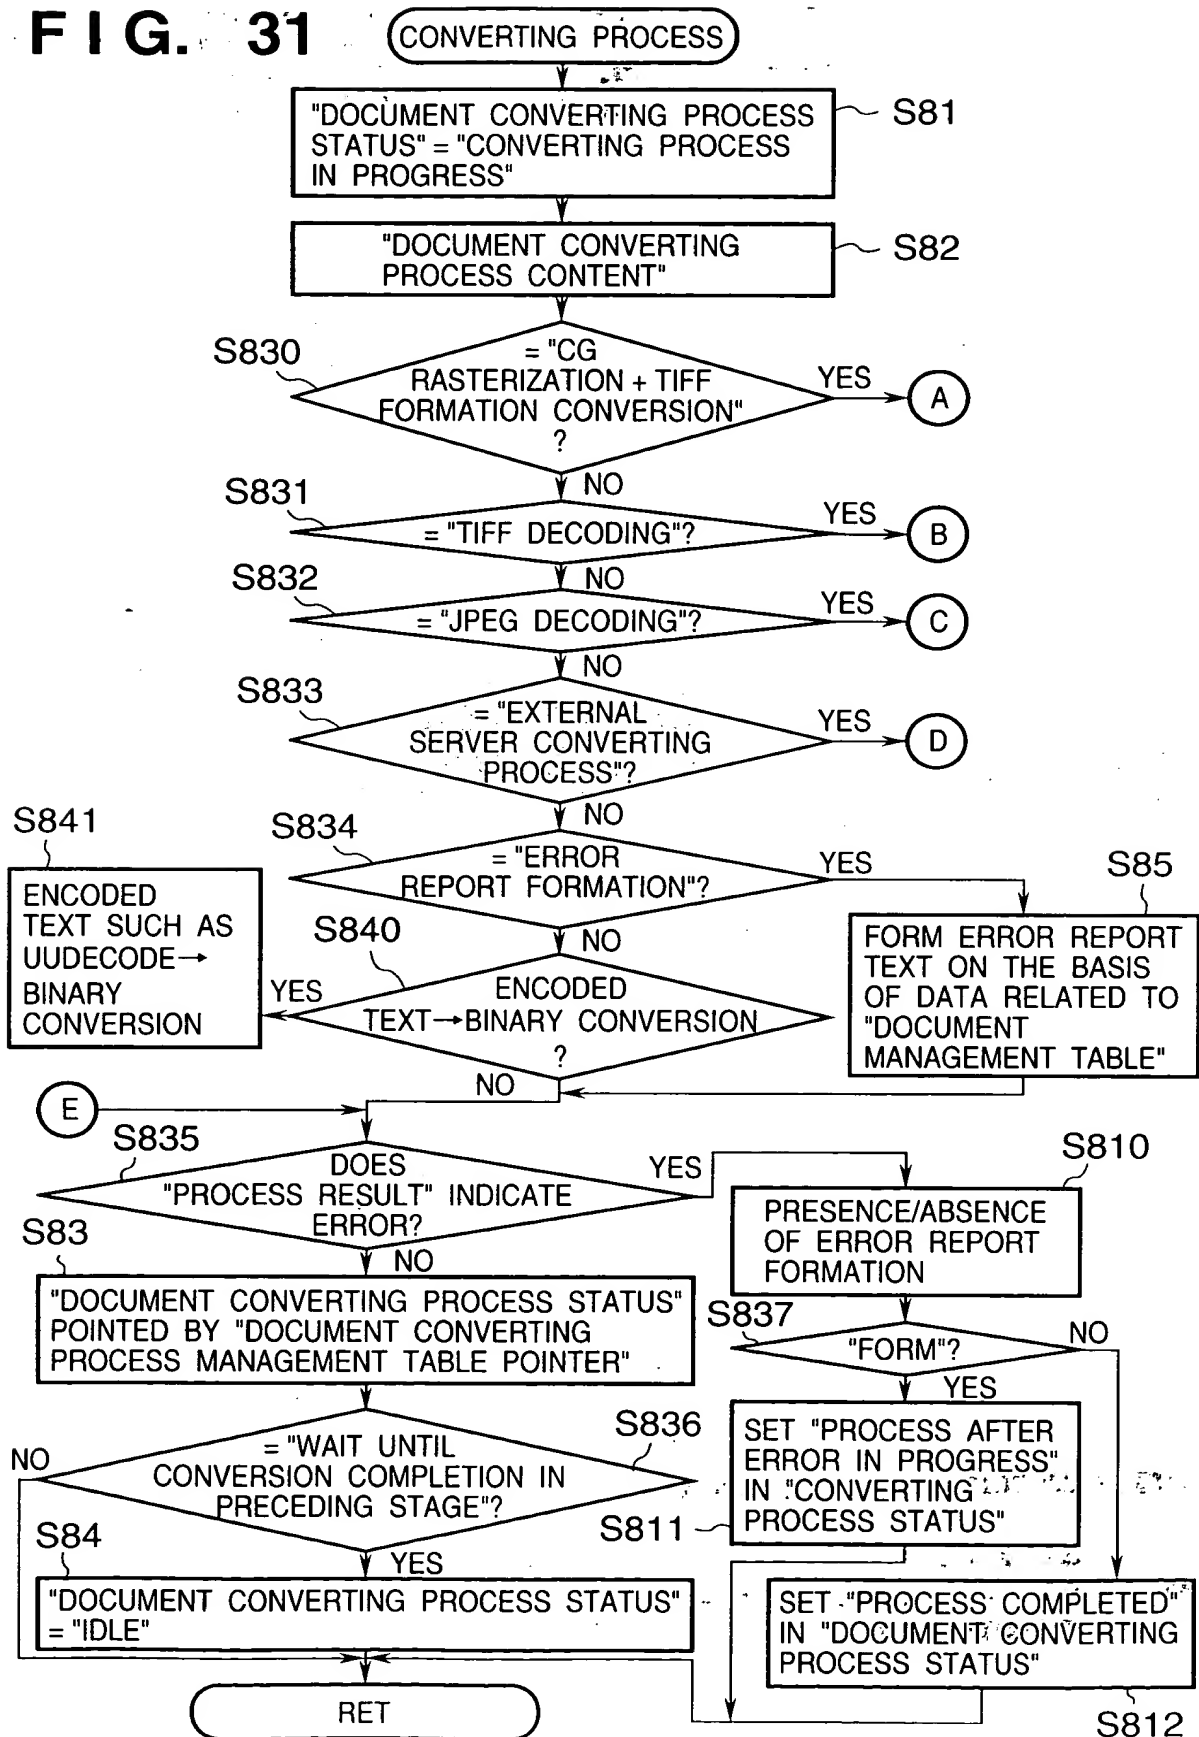 FIG. 31
CONVERTING PROCESS
"DOCUMENT CONVERTING PROCESS
STATUS" = "CONVERTING PROCESS
IN PROGRESS"
S81
"DOCUMENT CONVERTING
PROCESS CONTENT"
S82
S830
= "CG
RASTERIZATION + TIFF
FORMATION CONVERSION"
?
YES
A
NO
S831
= "TIFF DECODING"?
YES
B
NO
S832
= "JPEG DECODING"?
YES
C
NO
S833
= "EXTERNAL
SERVER CONVERTING
PROCESS"?
YES
D
NO
S834
= "ERROR
REPORT FORMATION"?
YES
S85
FORM ERROR REPORT
TEXT ON THE BASIS
OF DATA RELATED TO
"DOCUMENT
MANAGEMENT TABLE"
NO
S840
ENCODED
TEXT→BINARY CONVERSION
?
YES
S841
ENCODED
TEXT SUCH AS
UUDECODE→
BINARY
CONVERSION
NO
E
S835
DOES
"PROCESS RESULT" INDICATE
ERROR?
YES
S810
PRESENCE/ABSENCE
OF ERROR REPORT
FORMATION
NO
S83
"DOCUMENT CONVERTING PROCESS STATUS"
POINTED BY "DOCUMENT CONVERTING
PROCESS MANAGEMENT TABLE POINTER"
S837
"FORM"?
NO
YES
S836
= "WAIT UNTIL
CONVERSION COMPLETION IN
PRECEDING STAGE"?
NO
YES
SET "PROCESS AFTER
ERROR IN PROGRESS"
IN "CONVERTING
PROCESS STATUS"
S811
S84
"DOCUMENT CONVERTING PROCESS STATUS"
= "IDLE"
SET "PROCESS COMPLETED"
IN "DOCUMENT CONVERTING
PROCESS STATUS"
S812
RET